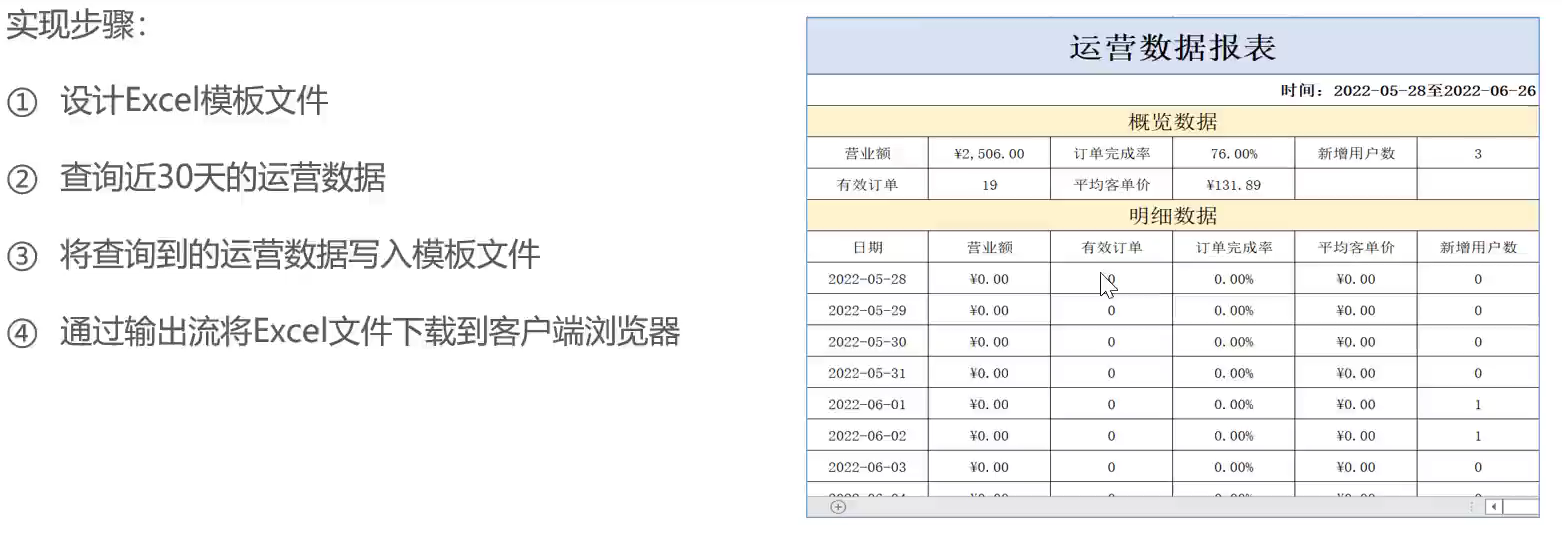 实现步骤：
① 设计Excel模板文件
② 查询近30天的运营数据
③ 将查询到的运营数据写入模板文件
④ 通过输出流将Excel文件下载到客户端浏览器
运营数据报表
时间：2022-05-28至2022-06-26
概览数据
营业额 ¥2,506.00 订单完成率 76.00% 新增用户数 3
有效订单 19 平均客单价 ¥131.89
明细数据
日期 营业额 有效订单 订单完成率 平均客单价 新增用户数
2022-05-28 ¥0.00 0 0.00% ¥0.00 0
2022-05-29 ¥0.00 0 0.00% ¥0.00 0
2022-05-30 ¥0.00 0 0.00% ¥0.00 0
2022-05-31 ¥0.00 0 0.00% ¥0.00 0
2022-06-01 ¥0.00 0 0.00% ¥0.00 1
2022-06-02 ¥0.00 0 0.00% ¥0.00 1
2022-06-03 ¥0.00 0 0.00% ¥0.00 0